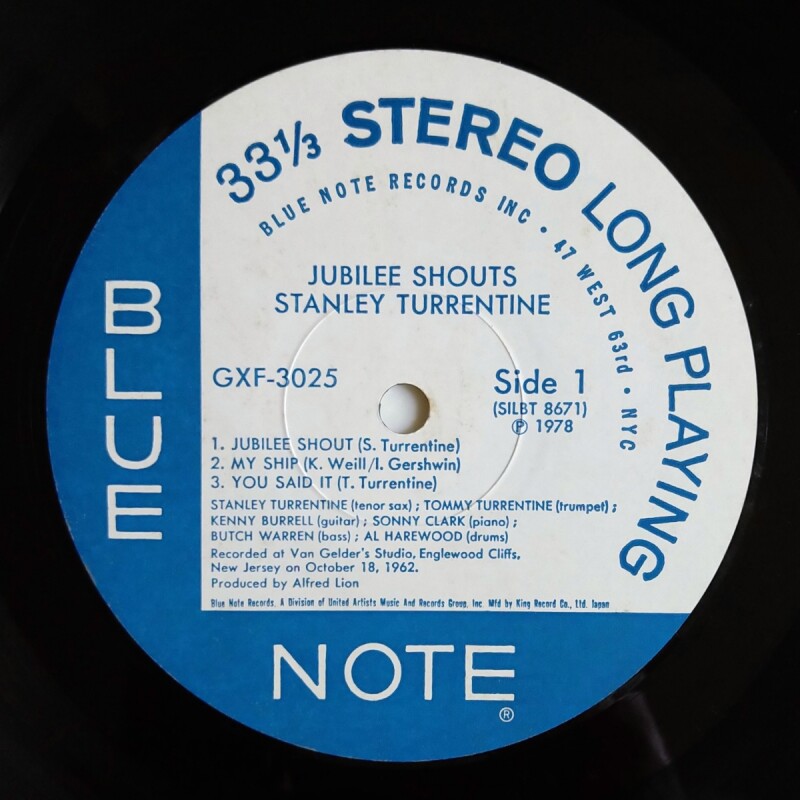 33⅓ STEREO LONG PLAYING
BLUE NOTE RECORDS INC • 47 WEST 63rd • NYC
JUBILEE SHOUTS
STANLEY TURRENTINE
GXF-3025
Side 1
(SILBT 8671)
℗ 1978
1. JUBILEE SHOUT (S. Turrentine)
2. MY SHIP (K. Weill/I. Gershwin)
3. YOU SAID IT (T. Turrentine)
STANLEY TURRENTINE (tenor sax) ; TOMMY TURRENTINE (trumpet) ;
KENNY BURRELL (guitar) ; SONNY CLARK (piano) ;
BUTCH WARREN (bass) ; AL HAREWOOD (drums)
Recorded at Van Gelder's Studio, Englewood Cliffs,
New Jersey on October 18, 1962.
Produced by Alfred Lion
Blue Note Records. A Division of United Artists Music And Records Group. Inc. Mfd by King Record Co., Ltd. Japan
BLUE
NOTE
®